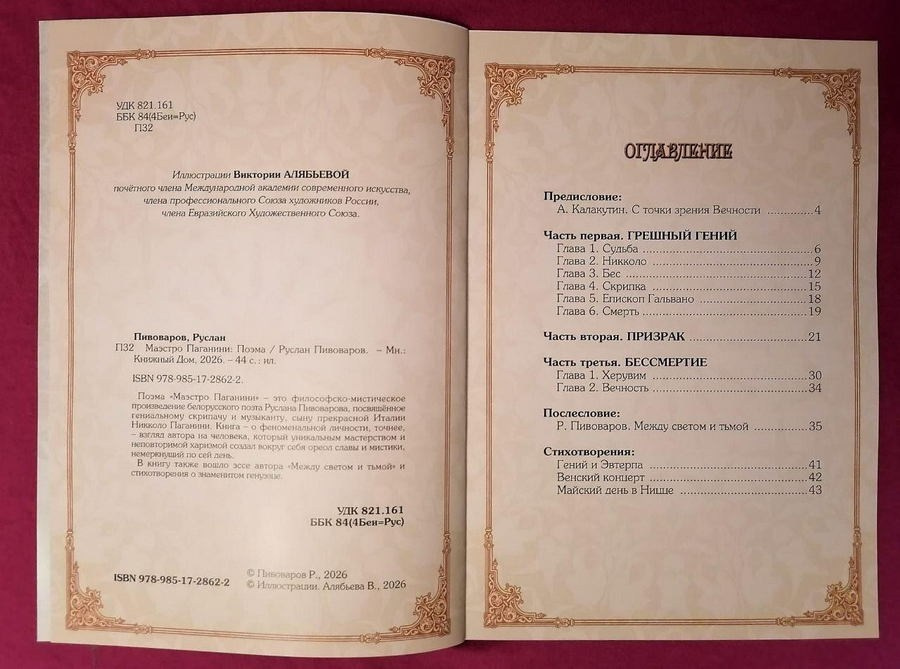 УДК 821.161
ББК 84(4Беи=Рус)
П32
Иллюстрации Виктории АЛЯБЬЕВОЙ
почётного члена Международной академии современного искусства,
члена профессионального Союза художников России,
члена Евразийского Художественного Союза.
Пивоваров, Руслан
П32 Маэстро Паганини: Поэма / Руслан Пивоваров. – Мн.:
Книжный Дом, 2026. – 44 с.: ил.
ISBN 978-985-17-2862-2.
Поэма «Маэстро Паганини» – это философско-мистическое
произведение белорусского поэта Руслана Пивоварова, посвящённое
гениальному скрипачу и музыканту, сыну прекрасной Италии
Никколо Паганини. Книга – о феноменальной личности, точнее,
– взгляд автора на человека, который уникальным мастерством и
неповторимой харизмой создал вокруг себя ореол славы и мистики,
немеркнущий по сей день.
В книгу также вошло эссе автора «Между светом и тьмой» и
стихотворения о знаменитом генуэзце.
УДК 821.161
ББК 84(4Беи=Рус)
ISBN 978-985-17-2862-2
© Пивоваров Р., 2026
© Иллюстрации. Алябьева В., 2026
ОГЛАВЛЕНИЕ
Предисловие:
А. Калакутин. С точки зрения Вечности ..............4
Часть первая. ГРЕШНЫЙ ГЕНИЙ
Глава 1. Судьба ..............6
Глава 2. Никколо ..............9
Глава 3. Бес ..............12
Глава 4. Скрипка ..............15
Глава 5. Епископ Гальвано ..............18
Глава 6. Смерть ..............19
Часть вторая. ПРИЗРАК ..............21
Часть третья. БЕССМЕРТИЕ
Глава 1. Херувим ..............30
Глава 2. Вечность ..............34
Послесловие:
Р. Пивоваров. Между светом и тьмой ..............35
Стихотворения:
Гений и Эвтерпа ..............41
Венский концерт ..............42
Майский день в Ницце ..............43